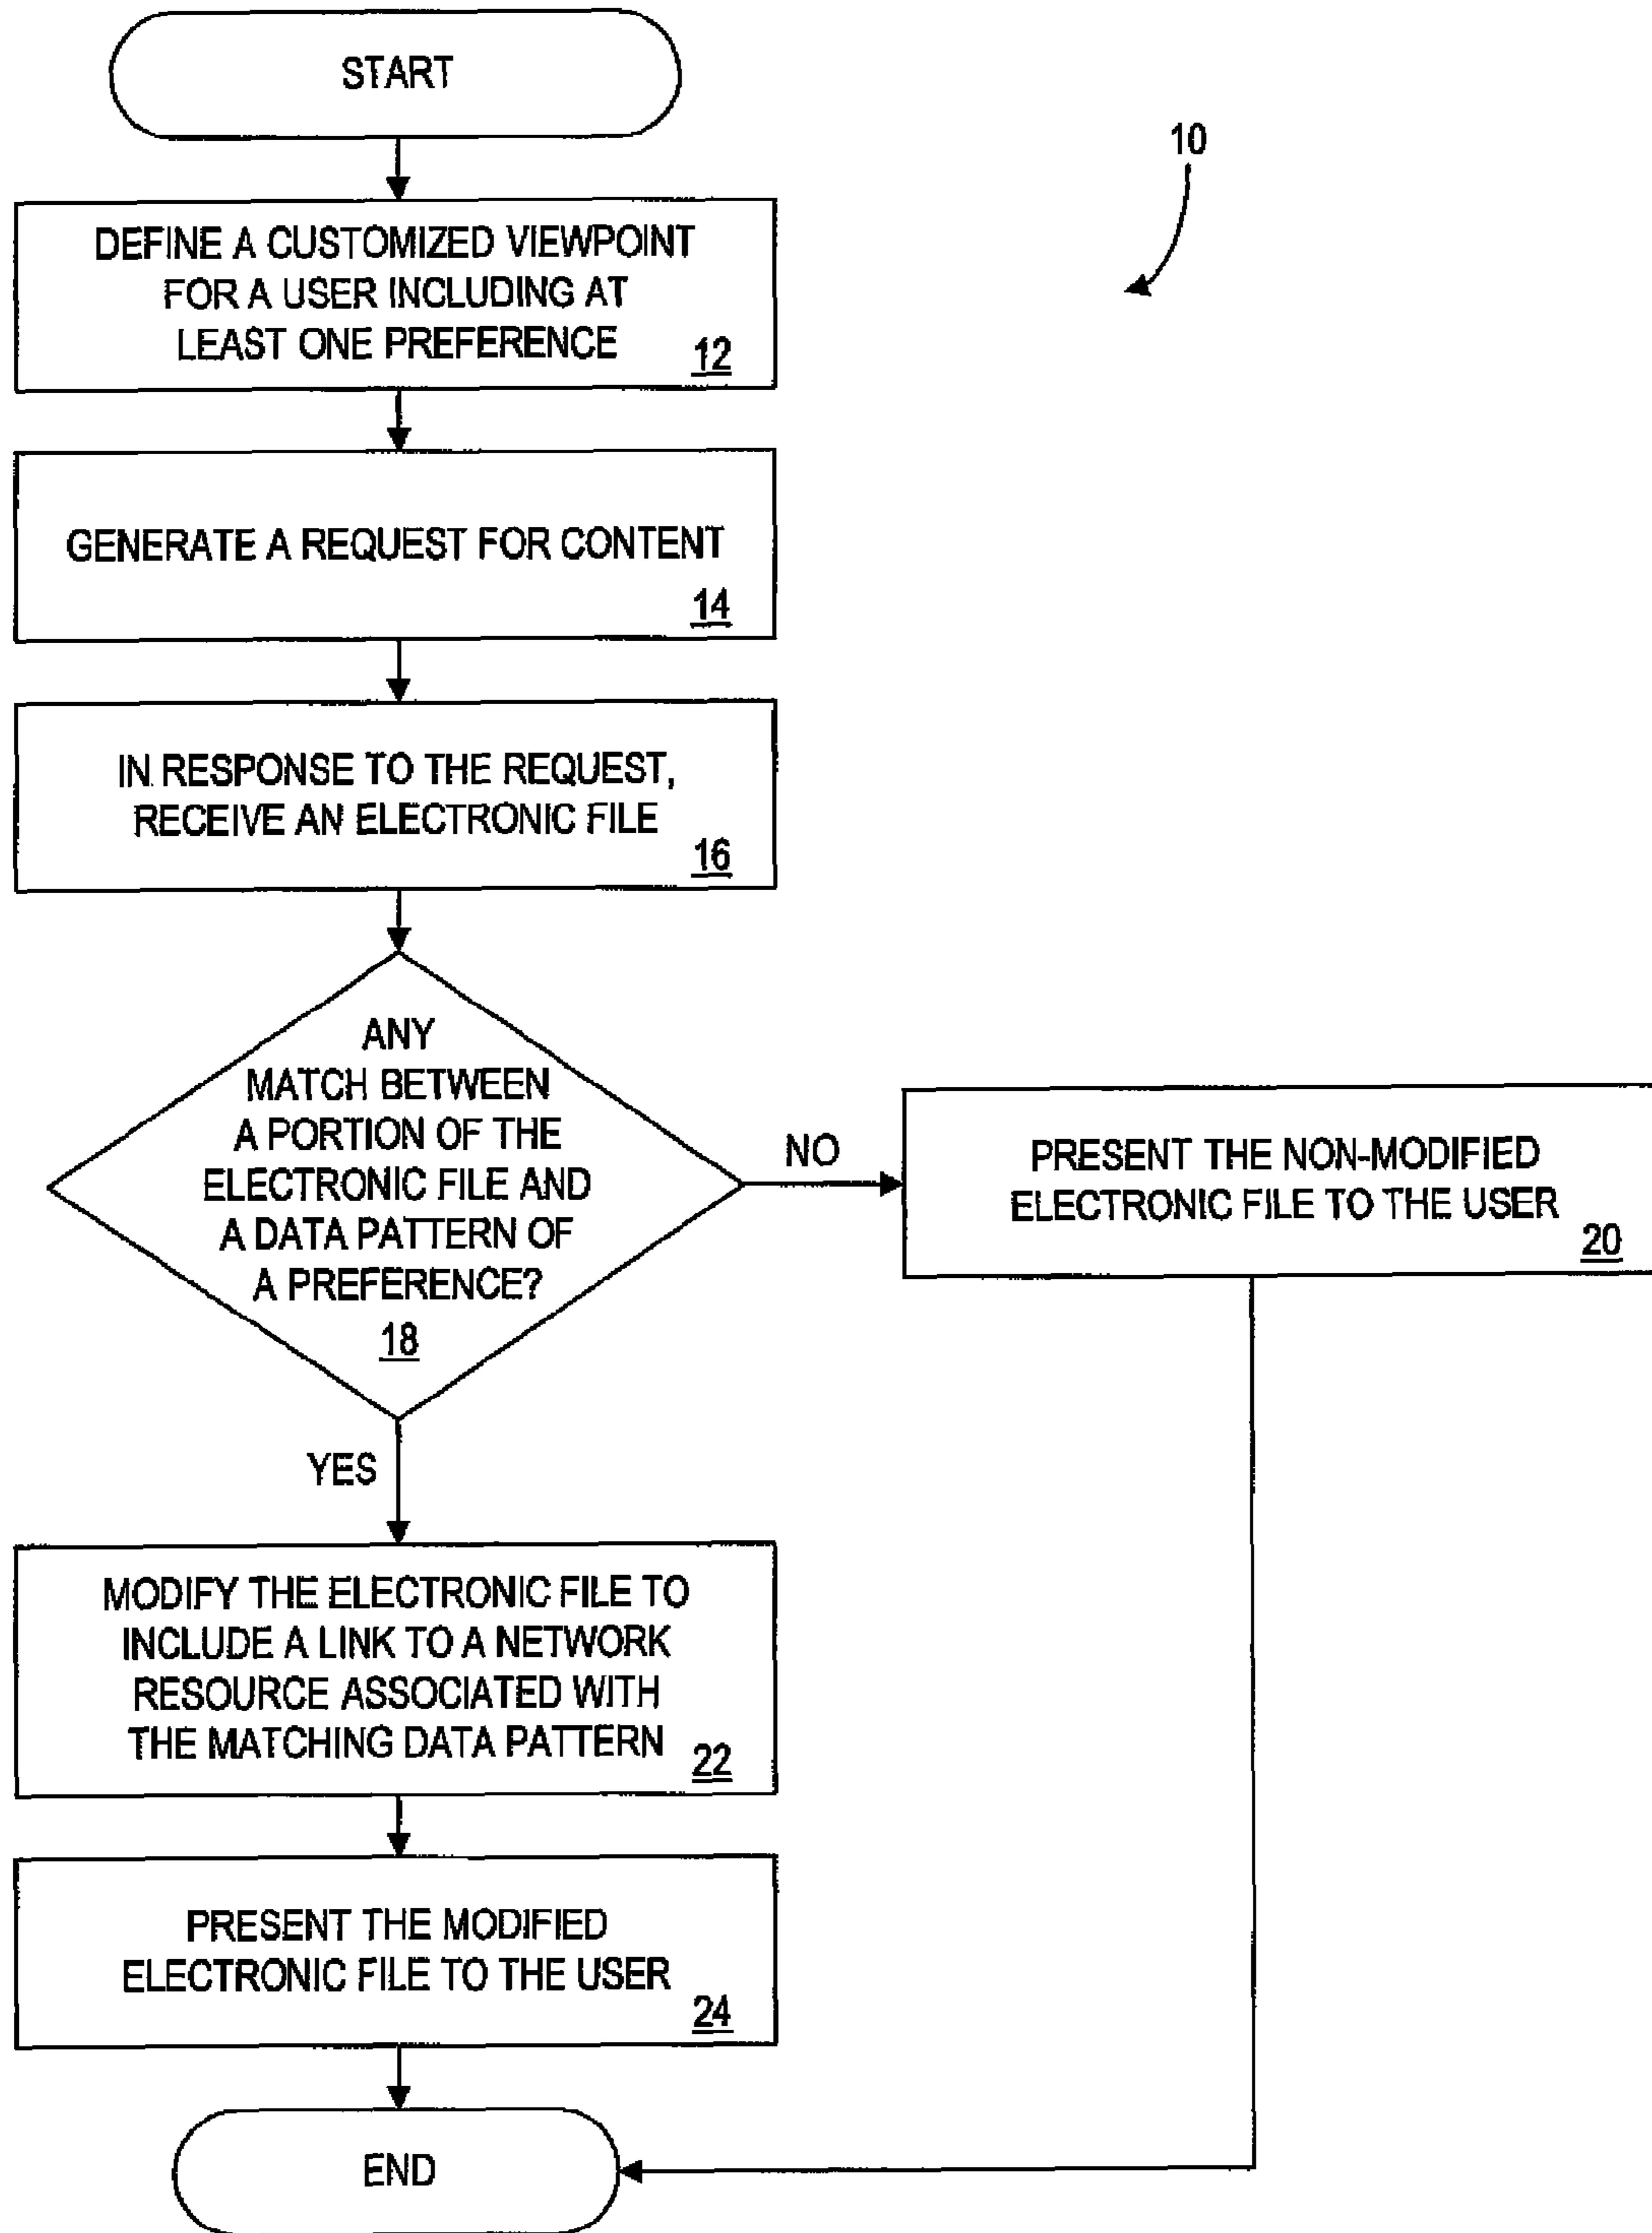 START
10
DEFINE A CUSTOMIZED VIEWPOINT
FOR A USER INCLUDING AT
LEAST ONE PREFERENCE
12
GENERATE A REQUEST FOR CONTENT
14
IN RESPONSE TO THE REQUEST,
RECEIVE AN ELECTRONIC FILE
16
ANY
MATCH BETWEEN
A PORTION OF THE
ELECTRONIC FILE AND
A DATA PATTERN OF
A PREFERENCE?
18
NO
PRESENT THE NON-MODIFIED
ELECTRONIC FILE TO THE USER
20
YES
MODIFY THE ELECTRONIC FILE TO
INCLUDE A LINK TO A NETWORK
RESOURCE ASSOCIATED WITH
THE MATCHING DATA PATTERN
22
PRESENT THE MODIFIED
ELECTRONIC FILE TO THE USER
24
END